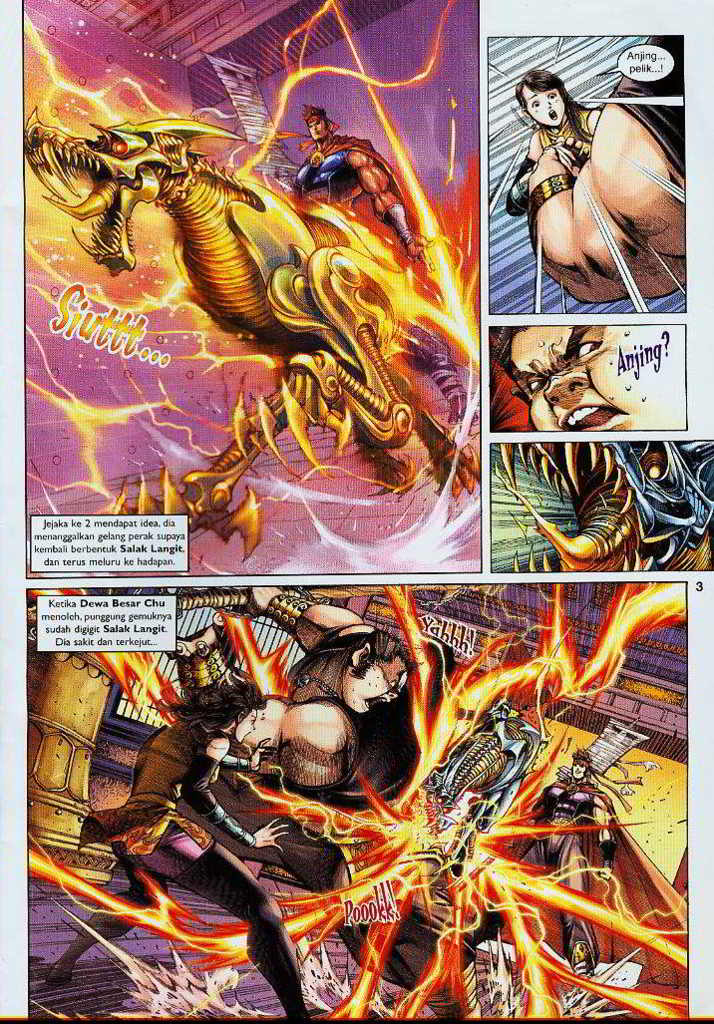 Siuttt...
Jejaka ke 2 mendapat idea, dia
menanggalkan gelang perak supaya
kembali berbentuk Salak Langit,
dan terus meluru ke hadapan.
Anjing...
pelik...!
Anjing?
3
Ketika Dewa Besar Chu
menoleh, punggung gemuknya
sudah digigit Salak Langit.
Dia sakit dan terkejut...
Yahhh!
Poookk!